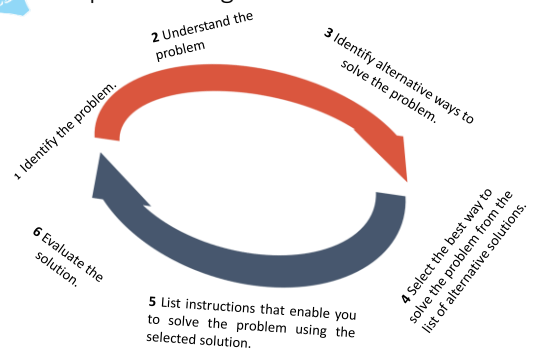 1 Identify the problem.
2 Understand the
problem
3 Identify alternative ways to
solve the problem.
4 Select the best way to
solve the problem from the
list of alternative solutions.
5 List instructions that enable you
to solve the problem using the
selected solution.
6 Evaluate the
solution.